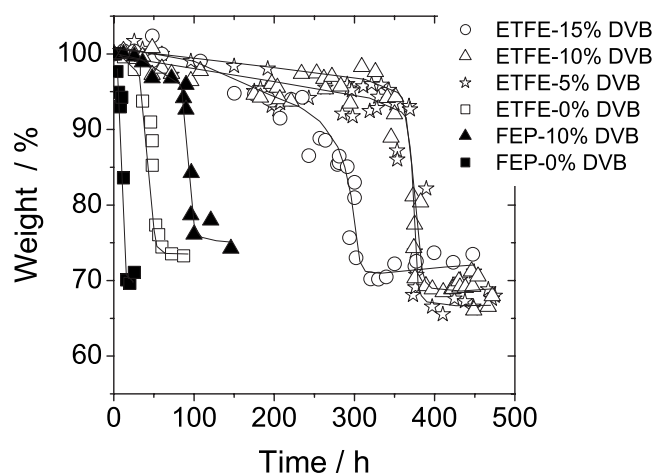 ETFE-15% DVB
ETFE-10% DVB
ETFE-5% DVB
ETFE-0% DVB
FEP-10% DVB
FEP-0% DVB
Weight / %
100
90
80
70
60
0 100 200 300 400 500
Time / h